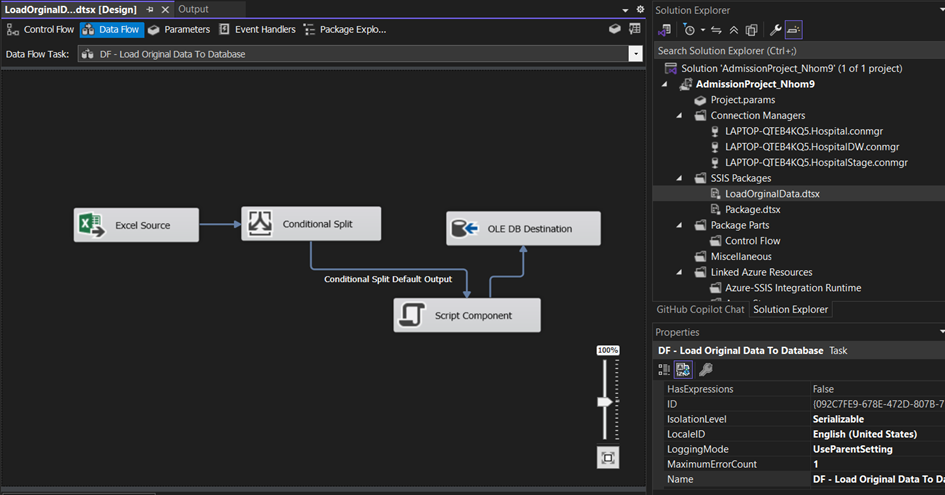 LoadOrginalD...dtsx [Design]
Output
Control Flow
Data Flow
Parameters
Event Handlers
Package Explo...
Data Flow Task:
DF - Load Original Data To Database
Excel Source
Conditional Split
OLE DB Destination
Conditional Split Default Output
Script Component
100%
Solution Explorer
Search Solution Explorer (Ctrl+;)
Solution 'AdmissionProject_Nhom9' (1 of 1 project)
AdmissionProject_Nhom9
Project.params
Connection Managers
LAPTOP-QTEB4KQ5.Hospital.conmgr
LAPTOP-QTEB4KQ5.HospitalDW.conmgr
LAPTOP-QTEB4KQ5.HospitalStage.conmgr
SSIS Packages
LoadOrginalData.dtsx
Package.dtsx
Package Parts
Control Flow
Miscellaneous
Linked Azure Resources
Azure-SSIS Integration Runtime
GitHub Copilot Chat
Solution Explorer
Properties
DF - Load Original Data To Database Task
HasExpressions False
ID {092C7FE9-678E-472D-807B-7
IsolationLevel Serializable
LocaleID English (United States)
LoggingMode UseParentSetting
MaximumErrorCount 1
Name DF - Load Original Data To Da